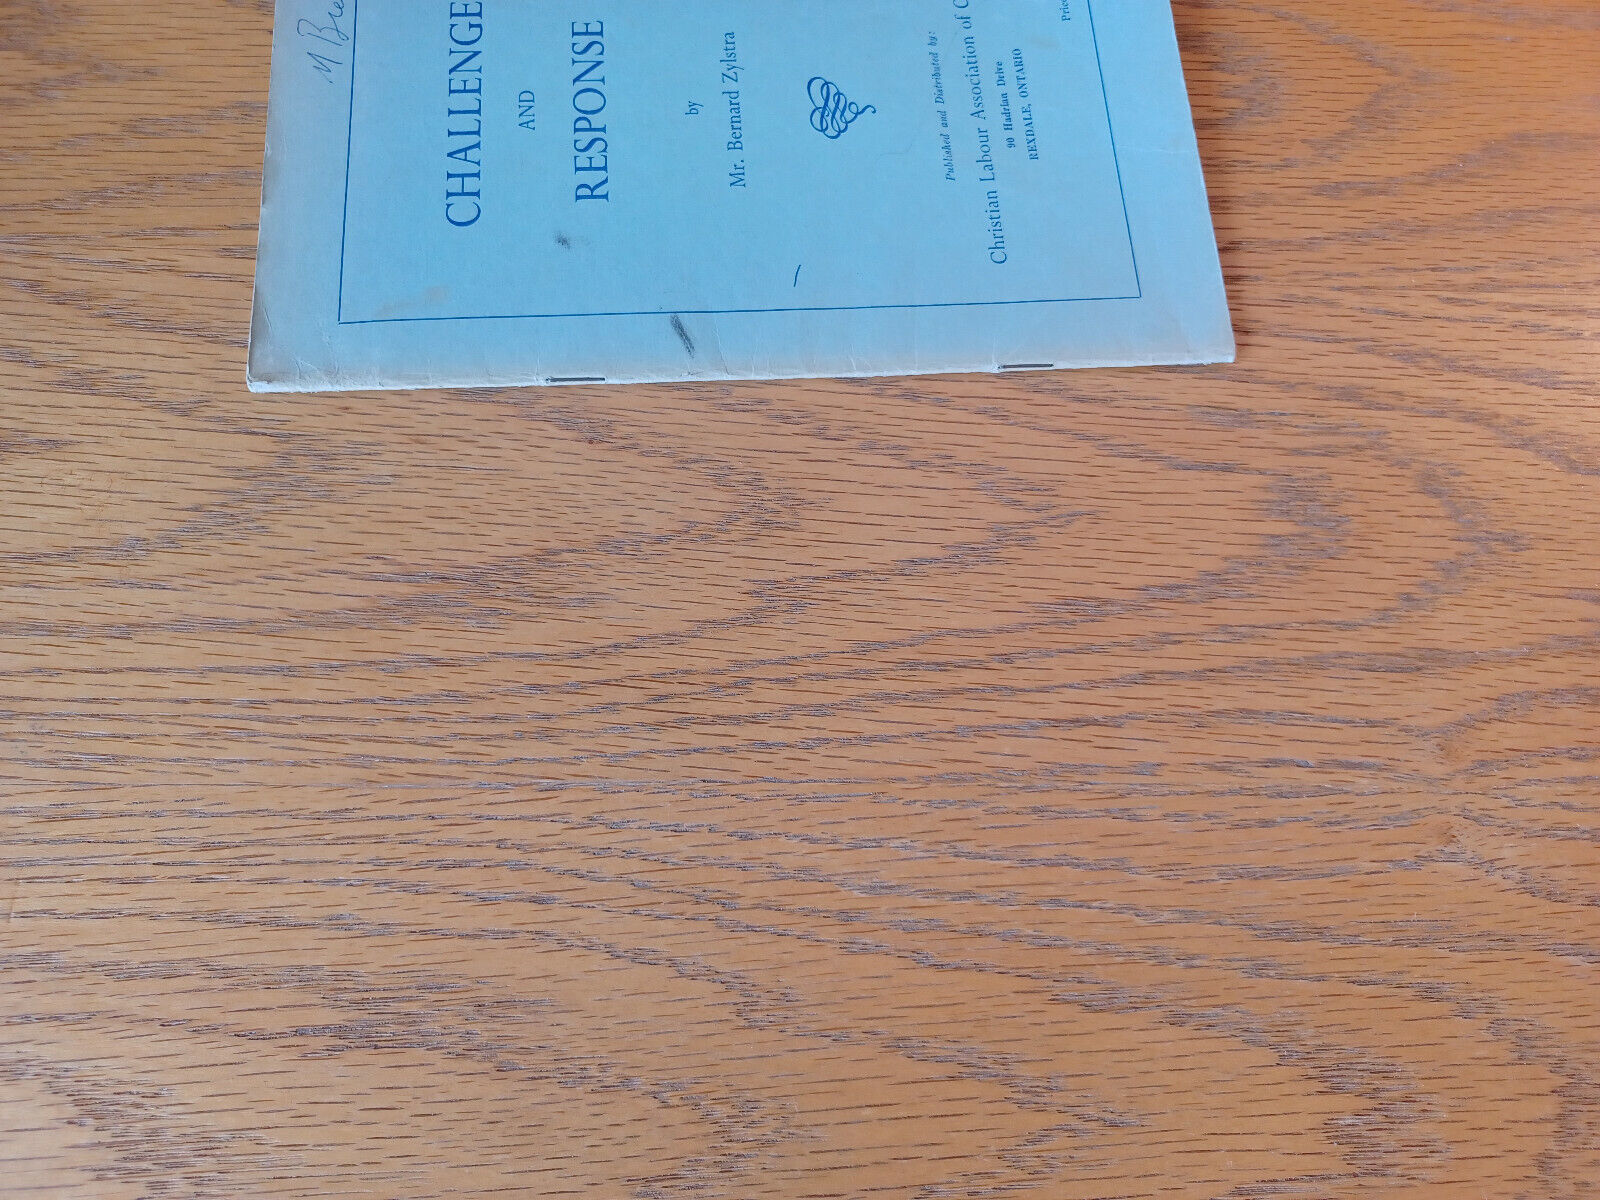 CHALLENGE
AND
RESPONSE
by
Mr. Bernard Zylstra
Published and Distributed by:
Christian Labour Association of
90 Hadrian Drive
REXDALE, ONTARIO